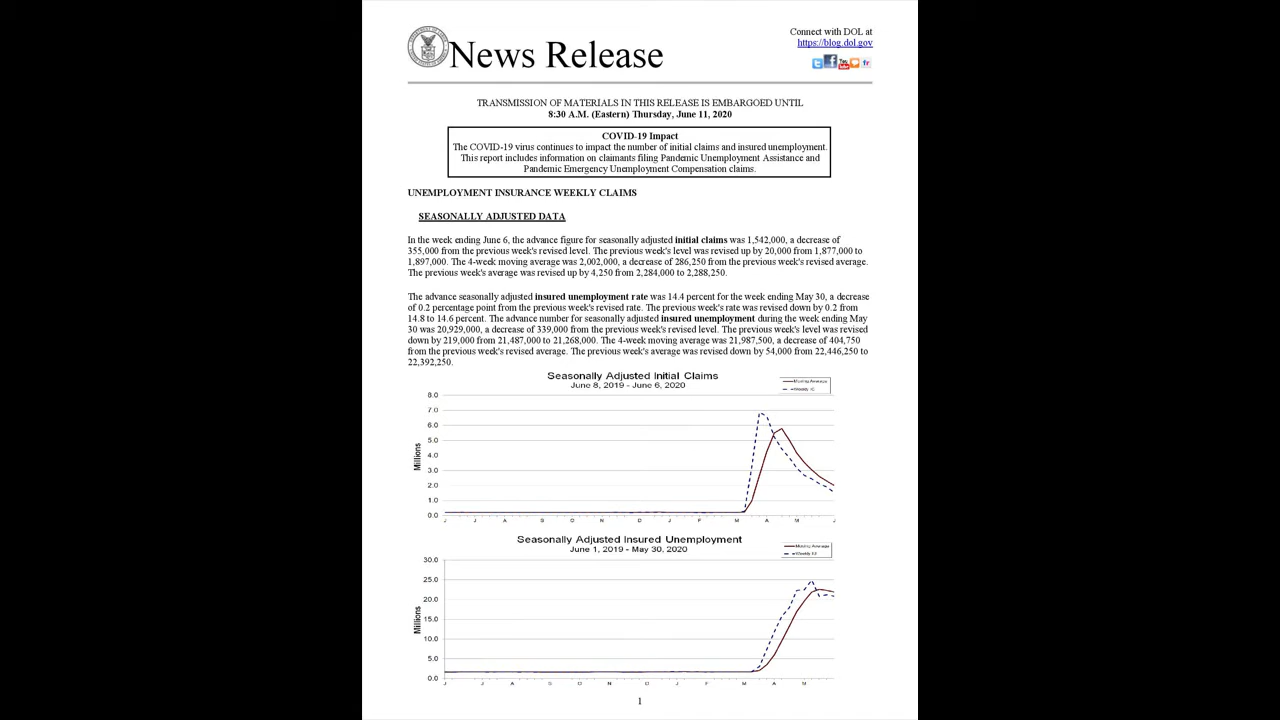 News Release
Connect with DOL at
https://blog.dol.gov
TRANSMISSION OF MATERIALS IN THIS RELEASE IS EMBARGOED UNTIL
8:30 A.M. (Eastern) Thursday, June 11, 2020
COVID-19 Impact
The COVID-19 virus continues to impact the number of initial claims and insured unemployment.
This report includes information on claimants filing Pandemic Unemployment Assistance and
Pandemic Emergency Unemployment Compensation claims.
UNEMPLOYMENT INSURANCE WEEKLY CLAIMS
SEASONALLY ADJUSTED DATA
In the week ending June 6, the advance figure for seasonally adjusted initial claims was 1,542,000, a decrease of
355,000 from the previous week's revised level. The previous week's level was revised up by 20,000 from 1,877,000 to
1,897,000. The 4-week moving average was 2,002,000, a decrease of 286,250 from the previous week's revised average.
The previous week's average was revised up by 4,250 from 2,284,000 to 2,288,250.
The advance seasonally adjusted insured unemployment rate was 14.4 percent for the week ending May 30, a decrease
of 0.2 percentage point from the previous week's revised rate. The previous week's rate was revised down by 0.2 from
14.8 to 14.6 percent. The advance number for seasonally adjusted insured unemployment during the week ending May
30 was 20,929,000, a decrease of 339,000 from the previous week's revised level. The previous week's level was revised
down by 219,000 from 21,487,000 to 21,268,000. The 4-week moving average was 21,987,500, a decrease of 404,750
from the previous week's revised average. The previous week's average was revised down by 54,000 from 22,446,250 to
22,392,250.
Seasonally Adjusted Initial Claims
June 8, 2019 - June 6, 2020
Moving Average
Weekly IC
Millions
8.0
7.0
6.0
5.0
4.0
3.0
2.0
1.0
0.0
J J A S O N D J F M A M J
Seasonally Adjusted Insured Unemployment
June 1, 2019 - May 30, 2020
Moving Average
Weekly
Millions
30.0
25.0
20.0
15.0
10.0
5.0
0.0
J J A S O N D J F M A M
1